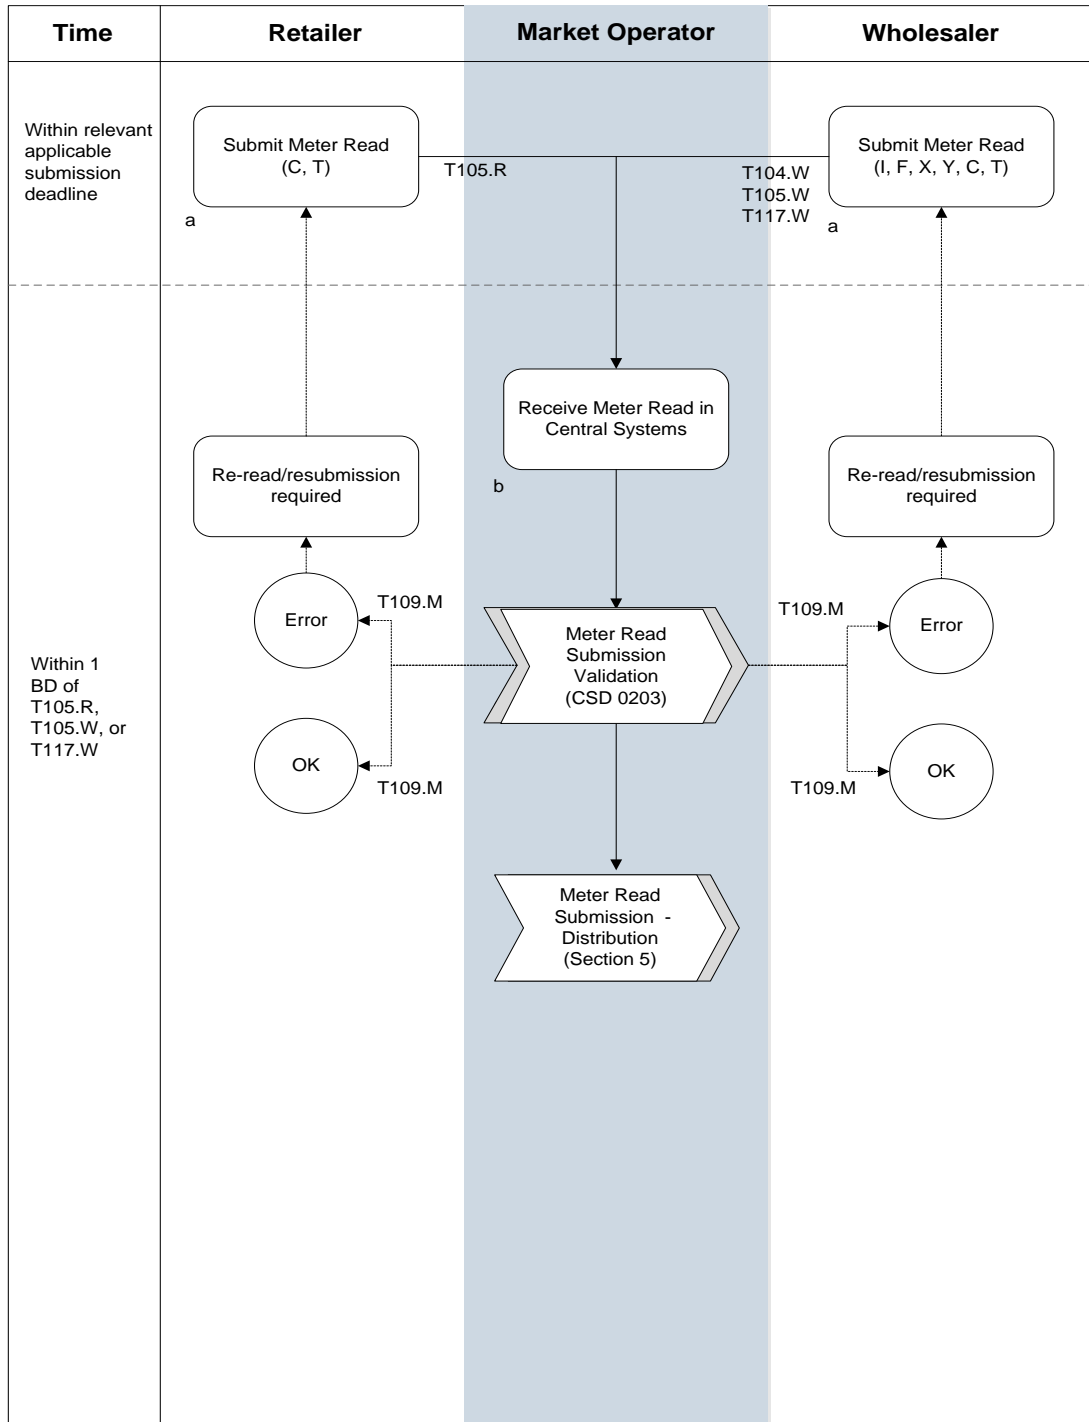 Time
Retailer
Market Operator
Wholesaler
Within relevant
applicable
submission
deadline
Submit Meter Read
(C, T)
a
T105.R
T104.W
T105.W
T117.W
Submit Meter Read
(I, F, X, Y, C, T)
a
Receive Meter Read in
Central Systems
b
Re-read/resubmission
required
Re-read/resubmission
required
Within 1
BD of
T105.R,
T105.W, or
T117.W
Error
T109.M
OK
T109.M
Meter Read
Submission
Validation
(CSD 0203)
T109.M
Error
T109.M
OK
Meter Read
Submission -
Distribution
(Section 5)